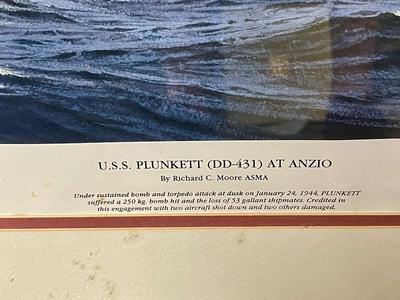 U.S.S. PLUNKETT (DD-431) AT ANZIO
By Richard C. Moore ASMA
Under sustained bomb and torpedo attack at dusk on January 24, 1944, PLUNKETT
suffered a 250 kg. bomb hit and the loss of 53 gallant shipmates. Credited in
this engagement with two aircraft shot down and two others damaged.